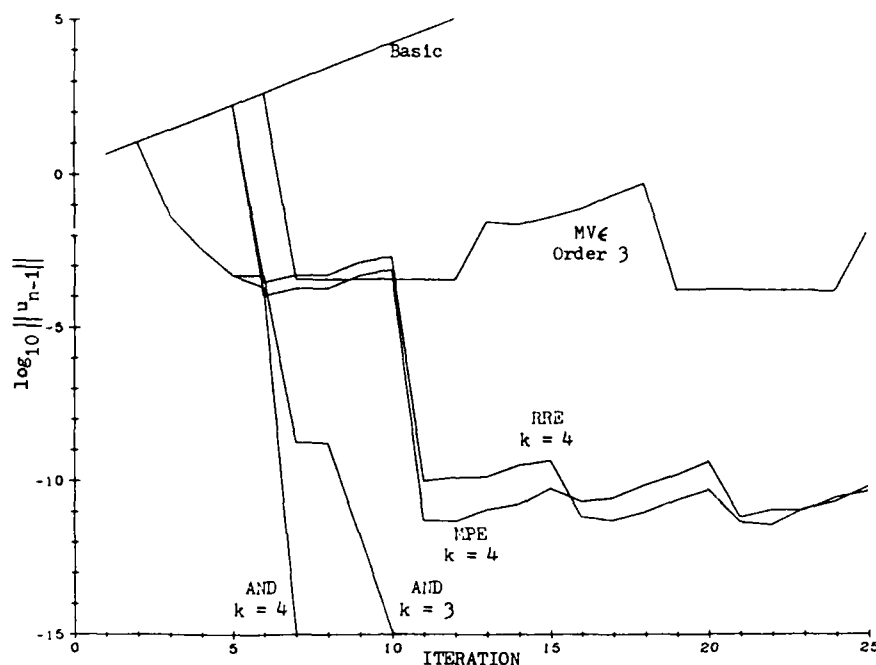 5
Basic
0
MVϵ
Order 3
log₁₀ ||uₙ₋₁||
-5
RRE
k = 4
-10
MPE
k = 4
AND
k = 4
AND
k = 3
-15
0 5 10 15 20 25
ITERATION